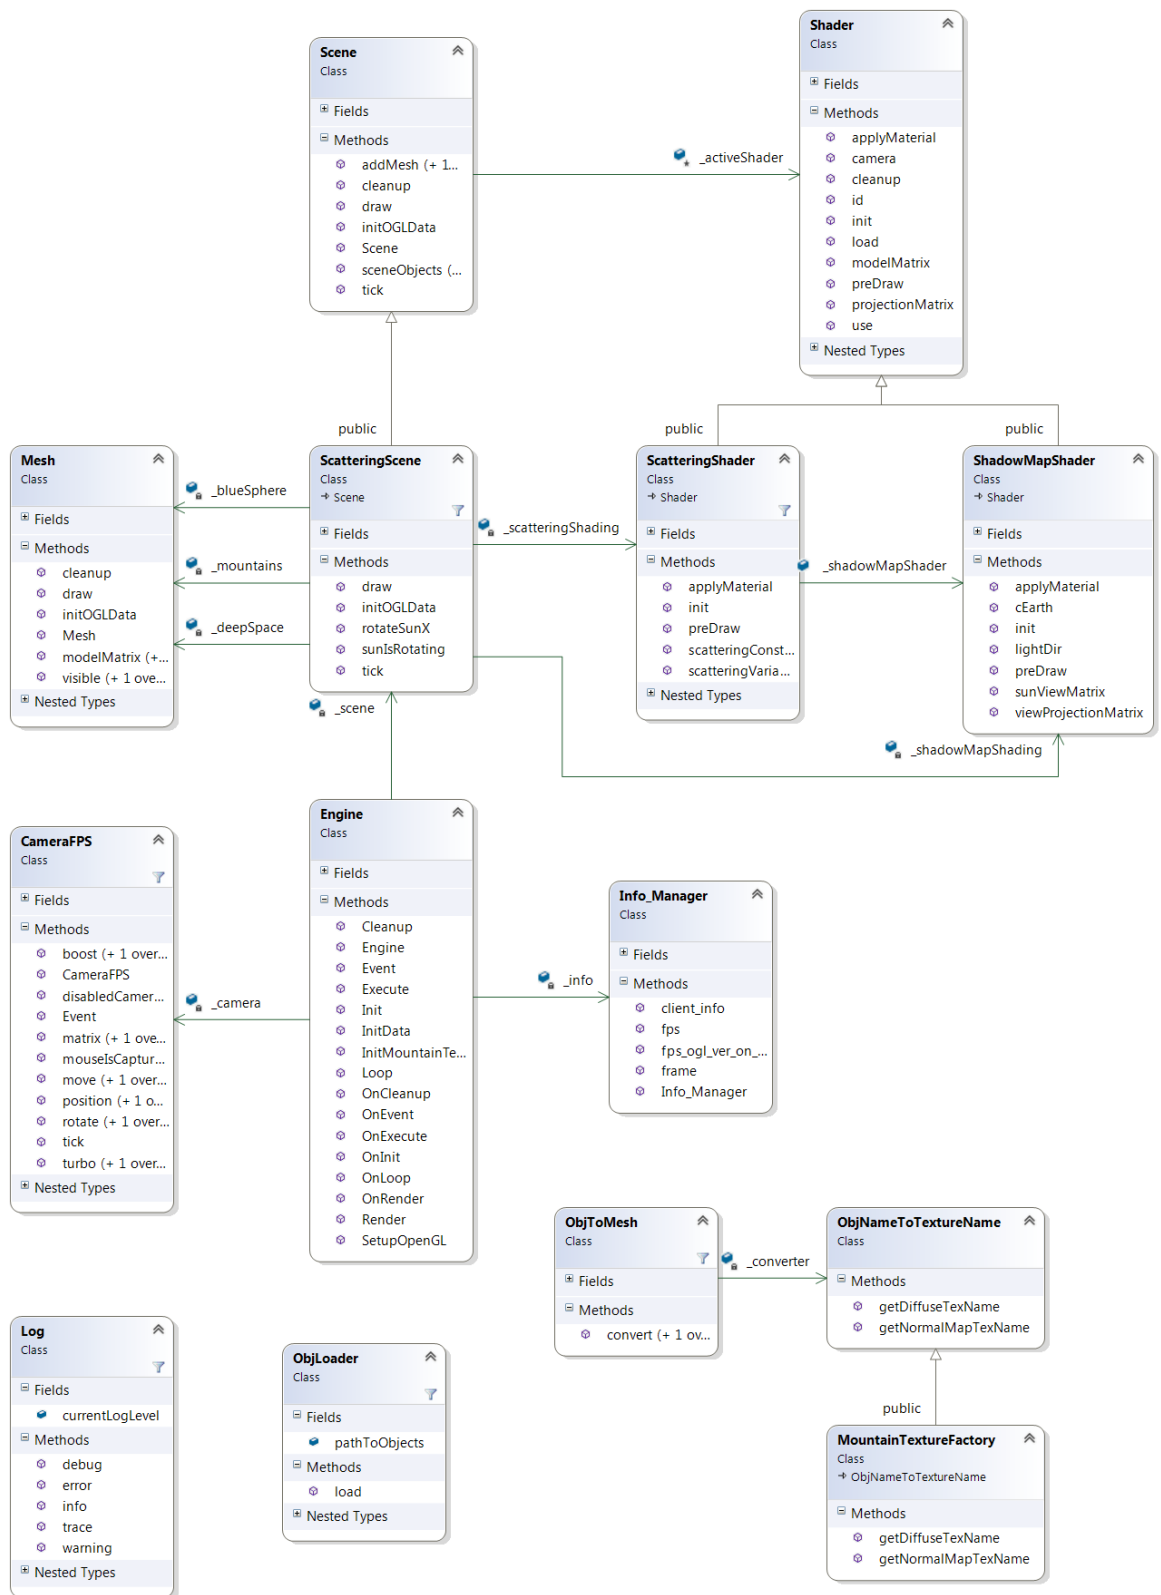 Scene
Class
Fields
Methods
addMesh (+ 1...
cleanup
draw
initOGLData
Scene
sceneObjects (...
tick
_activeShader
Shader
Class
Fields
Methods
applyMaterial
camera
cleanup
id
init
load
modelMatrix
preDraw
projectionMatrix
use
Nested Types
public
public
public
Mesh
Class
Fields
Methods
cleanup
draw
initOGLData
Mesh
modelMatrix (+...
visible (+ 1 ove...
Nested Types
_blueSphere
_mountains
_deepSpace
ScatteringScene
Class
Scene
Fields
Methods
draw
initOGLData
rotateSunX
sunIsRotating
tick
_scatteringShading
ScatteringShader
Class
Shader
Fields
Methods
applyMaterial
init
preDraw
scatteringConst...
scatteringVaria...
Nested Types
_shadowMapShader
ShadowMapShader
Class
Shader
Fields
Methods
applyMaterial
cEarth
init
lightDir
preDraw
sunViewMatrix
viewProjectionMatrix
_scene
_shadowMapShading
CameraFPS
Class
Fields
Methods
boost (+ 1 over...
CameraFPS
disabledCamer...
Event
matrix (+ 1 ove...
mouseIsCaptur...
move (+ 1 over...
position (+ 1 o...
rotate (+ 1 over...
tick
turbo (+ 1 over...
Nested Types
_camera
Engine
Class
Fields
Methods
Cleanup
Engine
Event
Execute
Init
InitData
InitMountainTe...
Loop
OnCleanup
OnEvent
OnExecute
OnInit
OnLoop
OnRender
Render
SetupOpenGL
_info
Info_Manager
Class
Fields
Methods
client_info
fps
fps_ogl_ver_on_...
frame
Info_Manager
ObjToMesh
Class
Fields
Methods
convert (+ 1 ov...
_converter
ObjNameToTextureName
Class
Methods
getDiffuseTexName
getNormalMapTexName
Log
Class
Fields
currentLogLevel
Methods
debug
error
info
trace
warning
Nested Types
ObjLoader
Class
Fields
pathToObjects
Methods
load
Nested Types
public
MountainTextureFactory
Class
ObjNameToTextureName
Methods
getDiffuseTexName
getNormalMapTexName